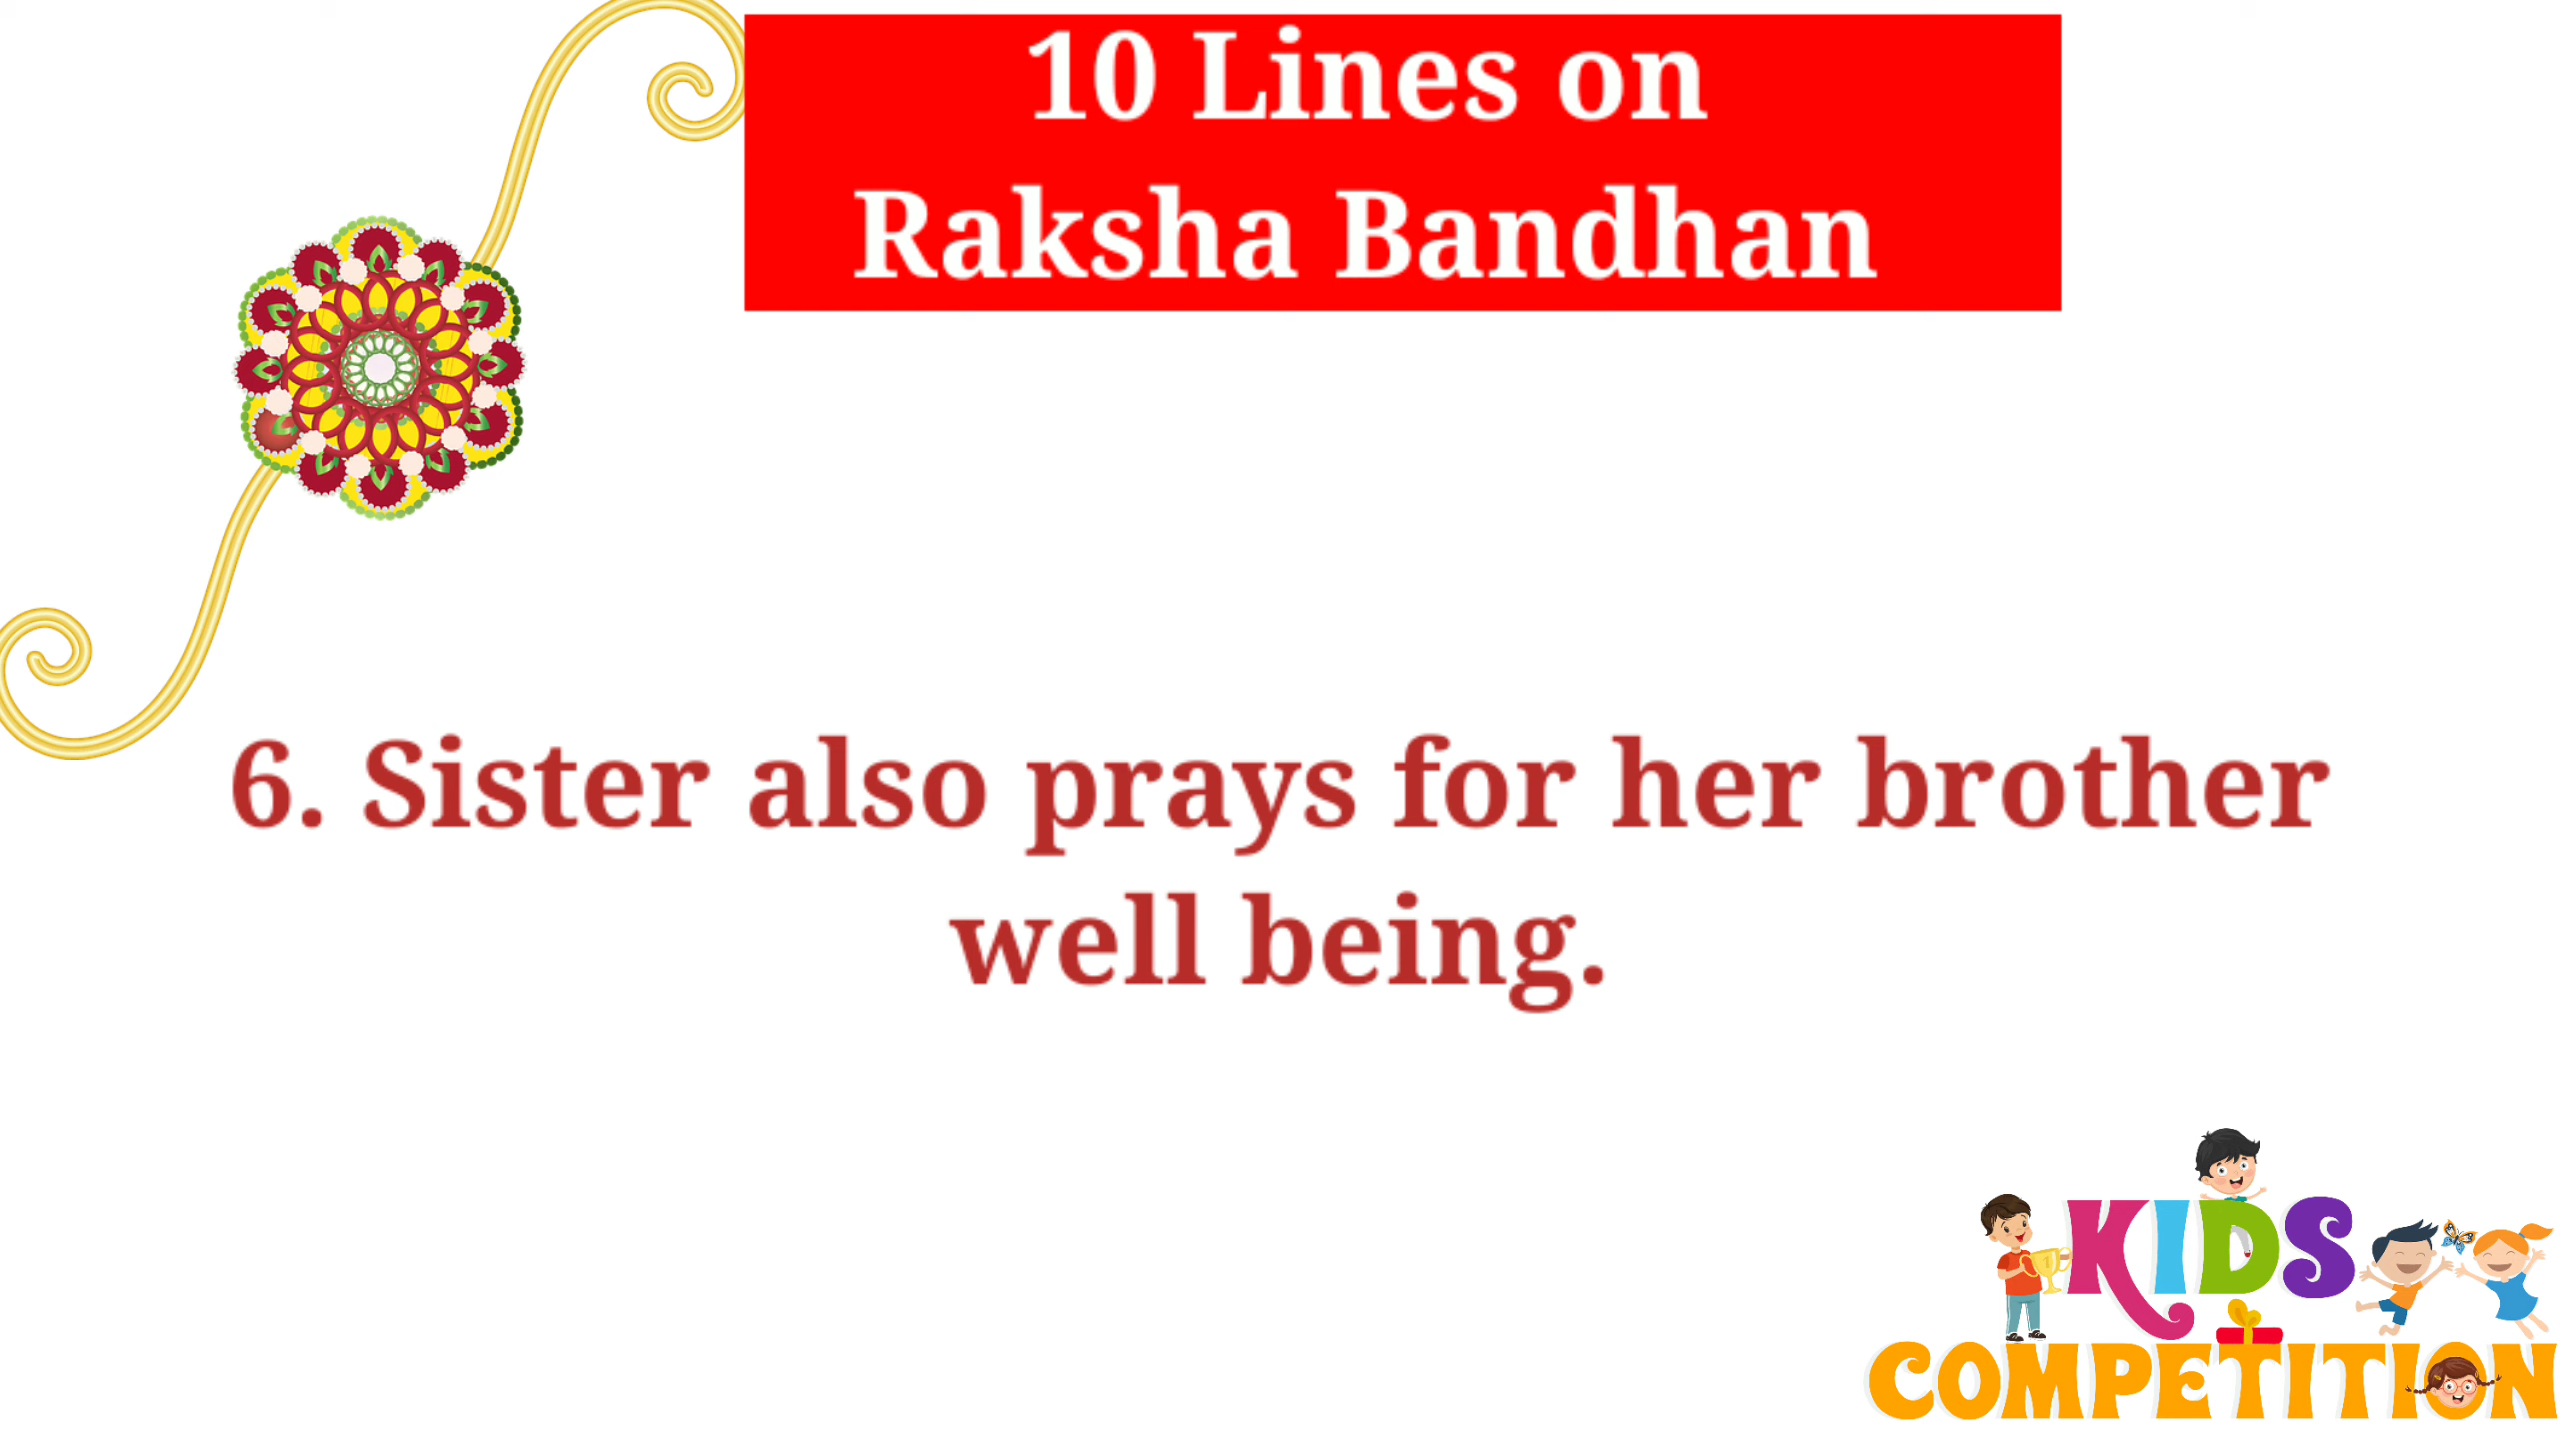 10 Lines on
Raksha Bandhan
6. Sister also prays for her brother
well being.
KIDS
COMPETITION